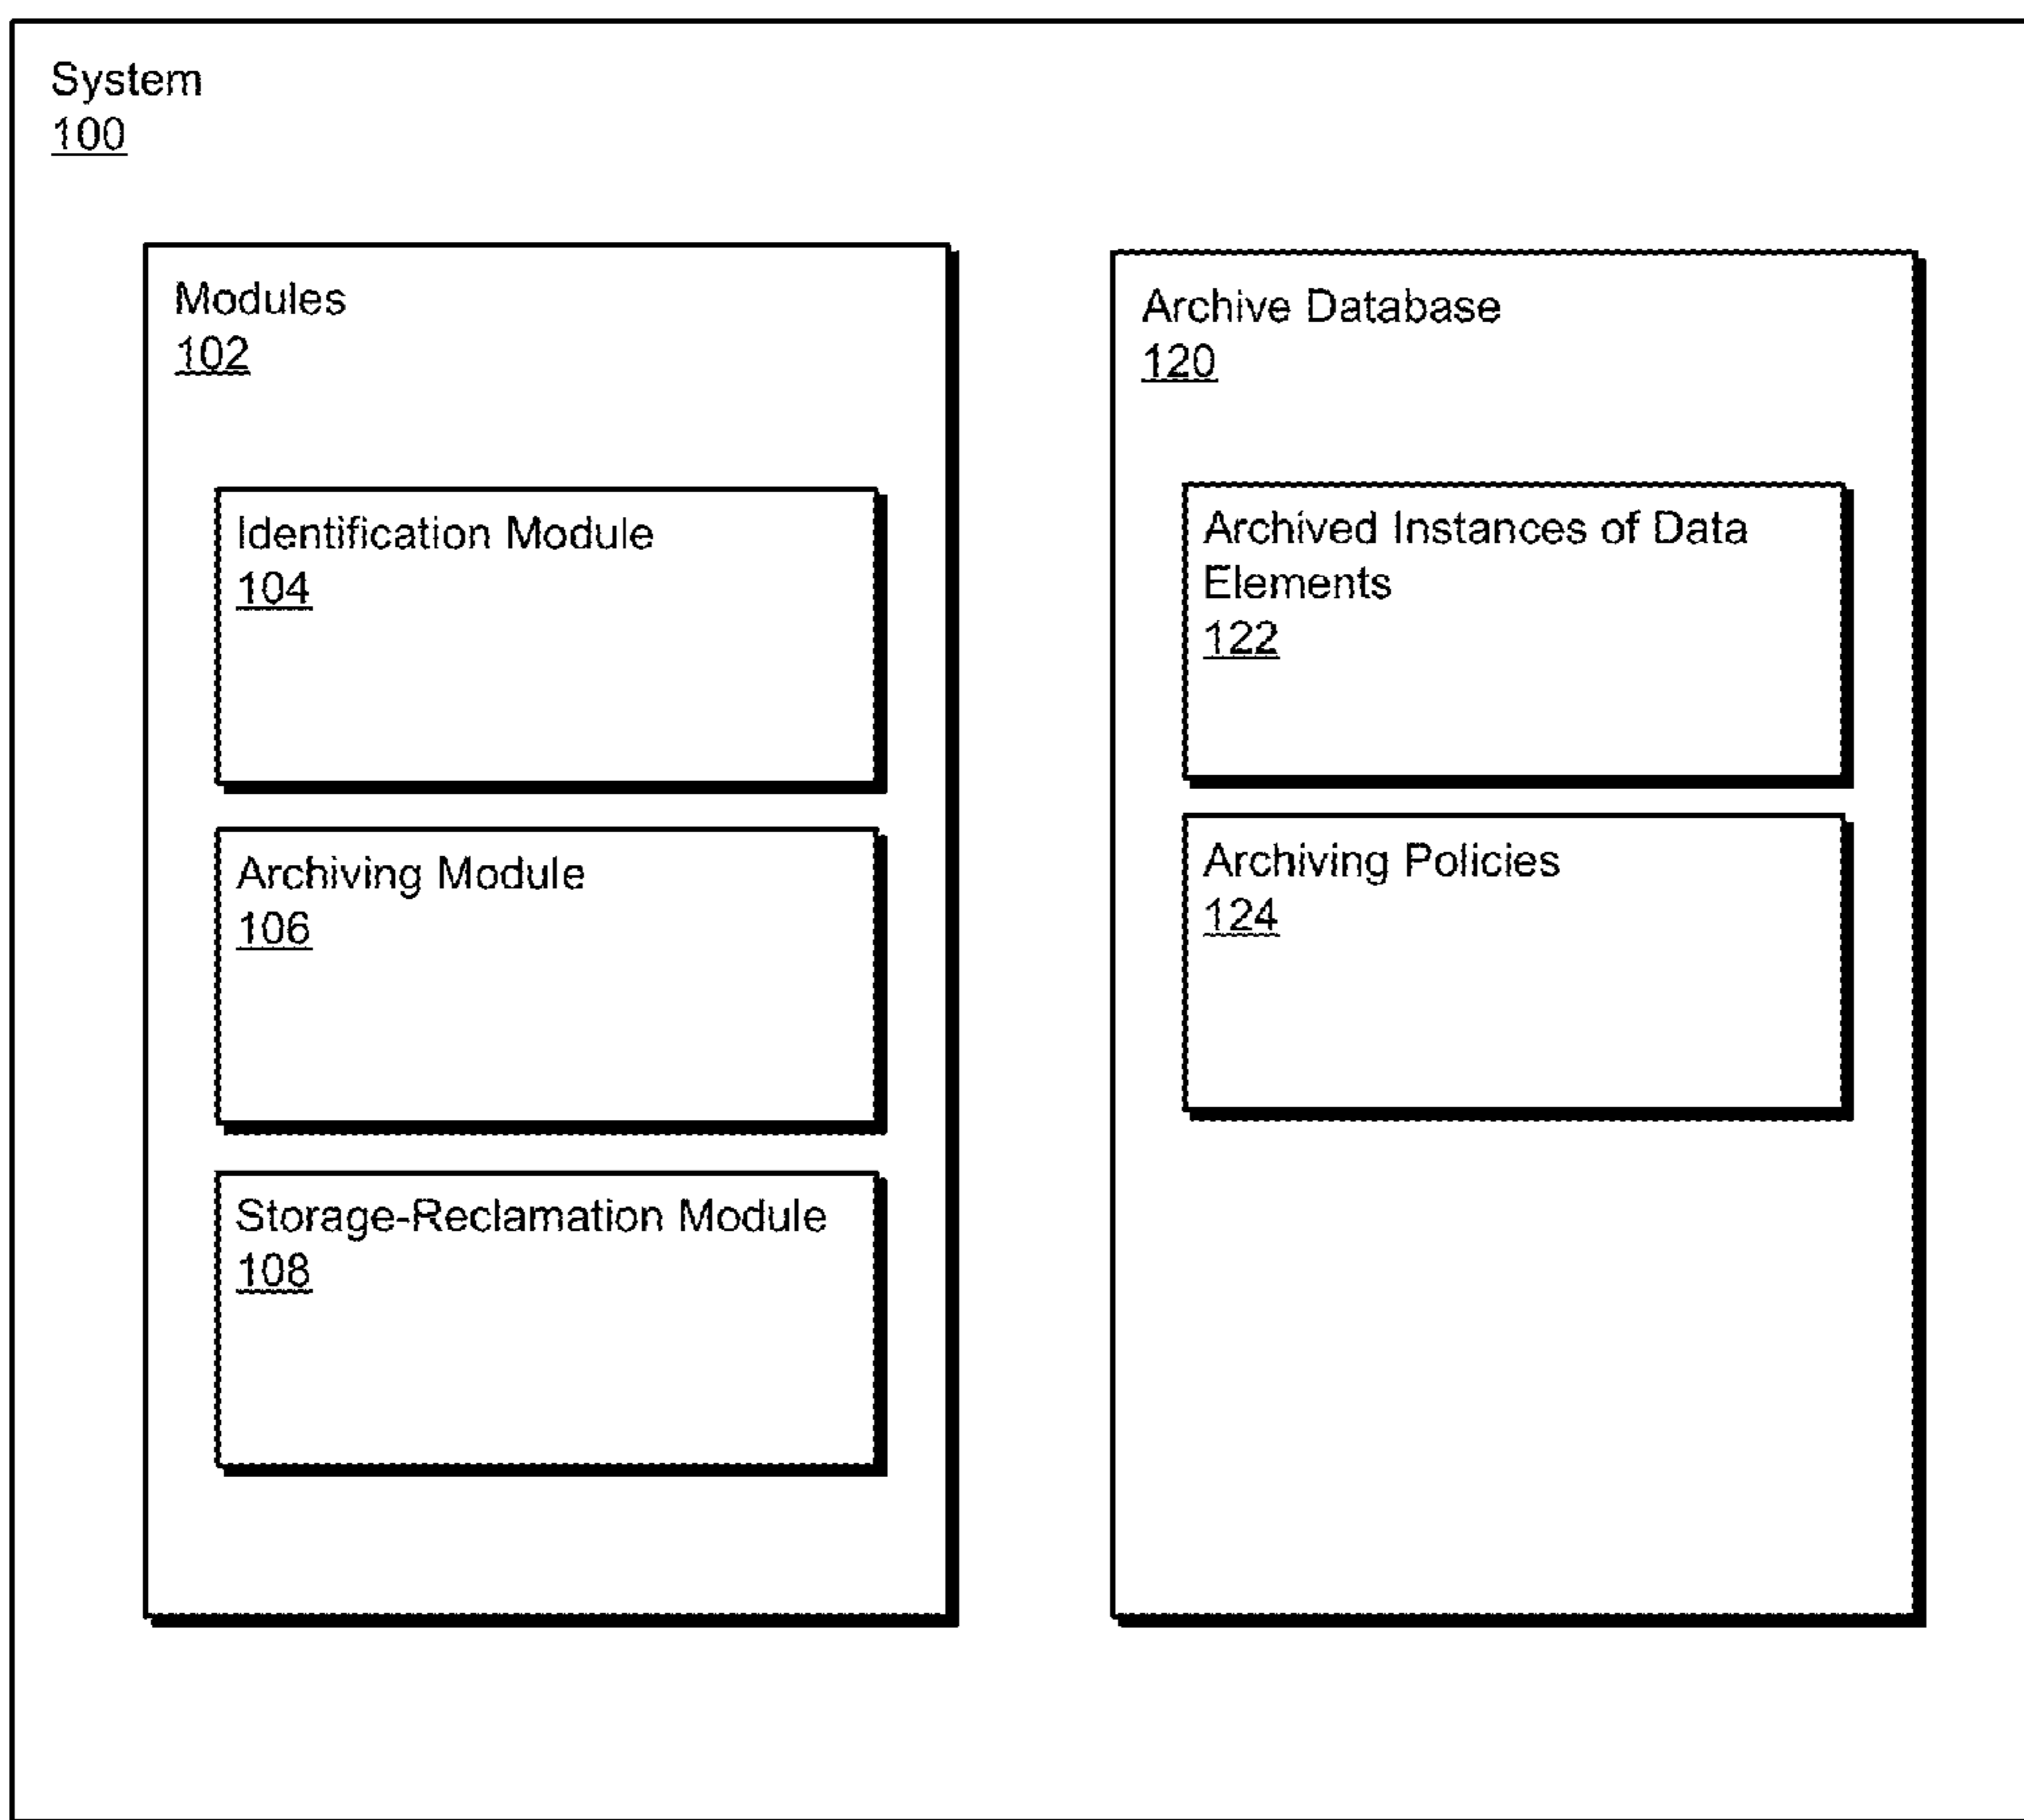 System
100
Modules
102
Identification Module
104
Archiving Module
106
Storage-Reclamation Module
108
Archive Database
120
Archived Instances of Data
Elements
122
Archiving Policies
124